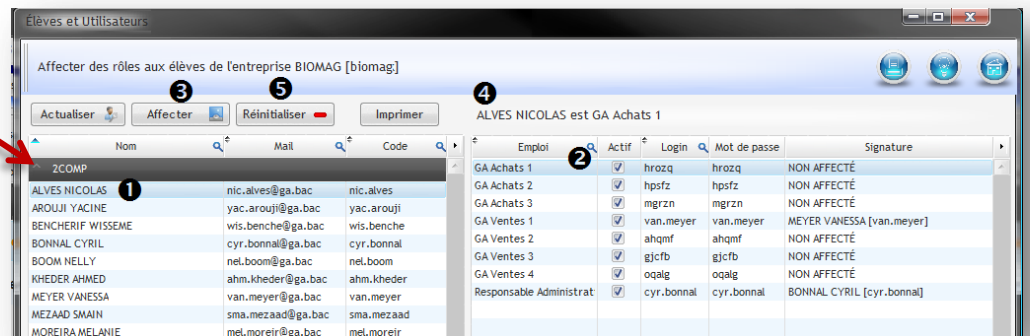 Élèves et Utilisateurs
Affecter des rôles aux élèves de l'entreprise BIOMAG [biomag:]
3 5 4
Actualiser Affecter Réinitialiser Imprimer ALVES NICOLAS est GA Achats 1
Nom Mail Code Emploi Actif Login Mot de passe Signature
2
2COMP GA Achats 1 hrozq hrozq NON AFFECTÉ
ALVES NICOLAS 1 nic.alves@ga.bac nic.alves GA Achats 2 hpsfz hpsfz NON AFFECTÉ
AROUJI YACINE yac.arouji@ga.bac yac.arouji GA Achats 3 mgrzn mgrzn NON AFFECTÉ
BENCHERIF WISSEME wis.benche@ga.bac wis.benche GA Ventes 1 van.meyer van.meyer MEYER VANESSA [van.meyer]
BONNAL CYRIL cyr.bonnal@ga.bac cyr.bonnal GA Ventes 2 ahqmf ahqmf NON AFFECTÉ
BOOM NELLY nel.boom@ga.bac nel.boom GA Ventes 3 gjcfb gjcfb NON AFFECTÉ
KHEDER AHMED ahm.kheder@ga.bac ahm.kheder GA Ventes 4 oqalg oqalg NON AFFECTÉ
MEYER VANESSA van.meyer@ga.bac van.meyer Responsable Administrat cyr.bonnal cyr.bonnal BONNAL CYRIL [cyr.bonnal]
MEZAAD SMAIN sma.mezaad@ga.bac sma.mezaad
MOREIRA MELANIE mel.moreir@ga.bac mel.moreir